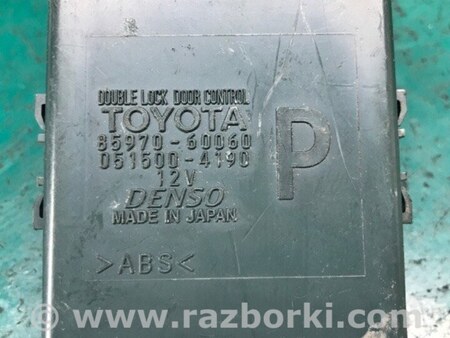 DOUBLE LOCK DOOR CONTROL
TOYOTA
85970-60060
051500-4190
12V
DENSO
MADE IN JAPAN
P
>ABS<
www.razborki.com